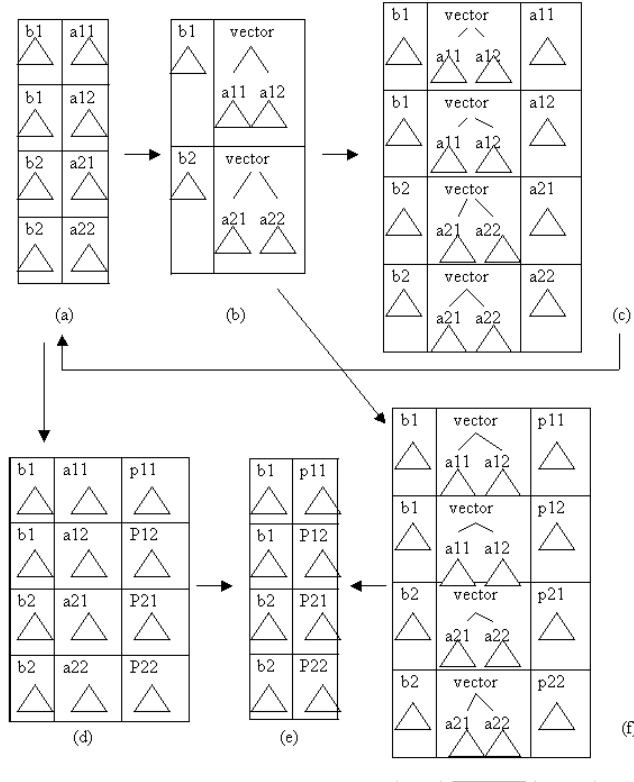 b1 a11
b1 a12
b2 a21
b2 a22
(a)
b1 vector
a11 a12
b2 vector
a21 a22
(b)
b1 vector a11
a11 a12
b1 vector a12
a11 a12
b2 vector a21
a21 a22
b2 vector a22
a21 a22
(c)
b1 a11 p11
b1 a12 P12
b2 a21 P21
b2 a22 P22
(d)
b1 p11
b1 P12
b2 P21
b2 P22
(e)
b1 vector p11
a11 a12
b1 vector p12
a11 a12
b2 vector p21
a21 a22
b2 vector p22
a21 a22
(f)